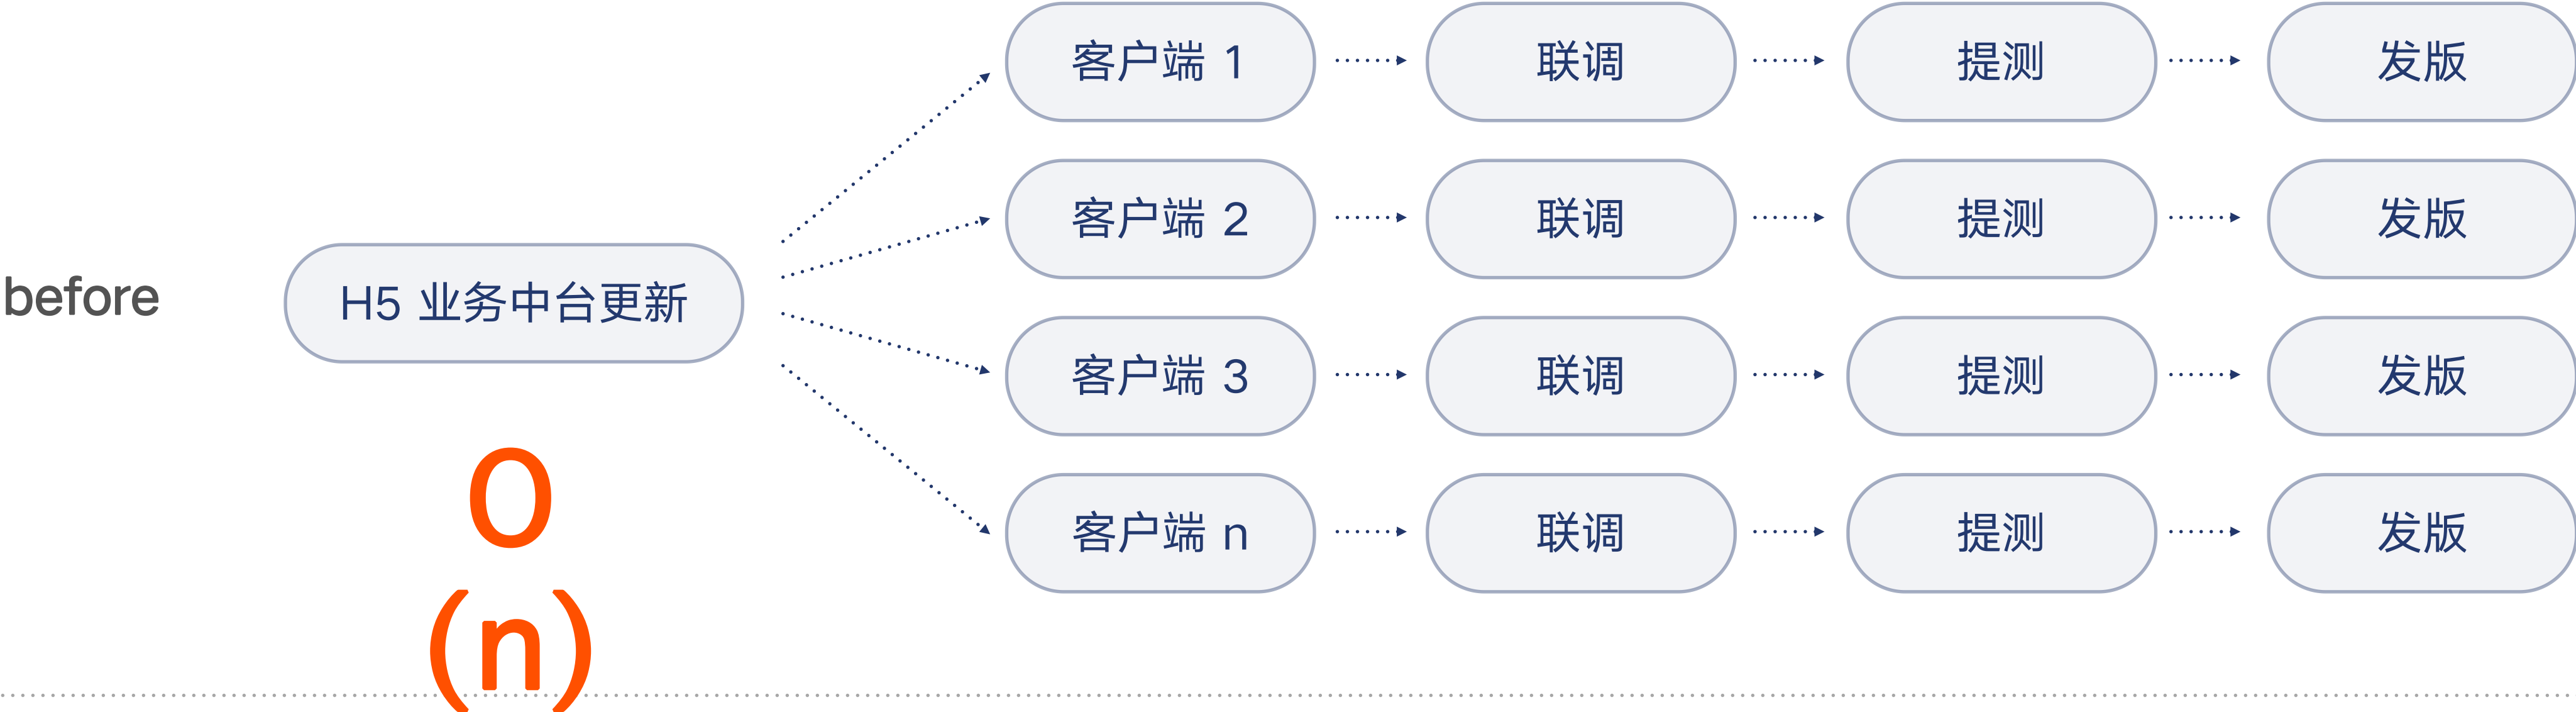 客户端 1
联调
提测
发版
客户端 2
联调
提测
发版
before
H5 业务中台更新
客户端 3
联调
提测
发版
O
(n)
客户端 n
联调
提测
发版